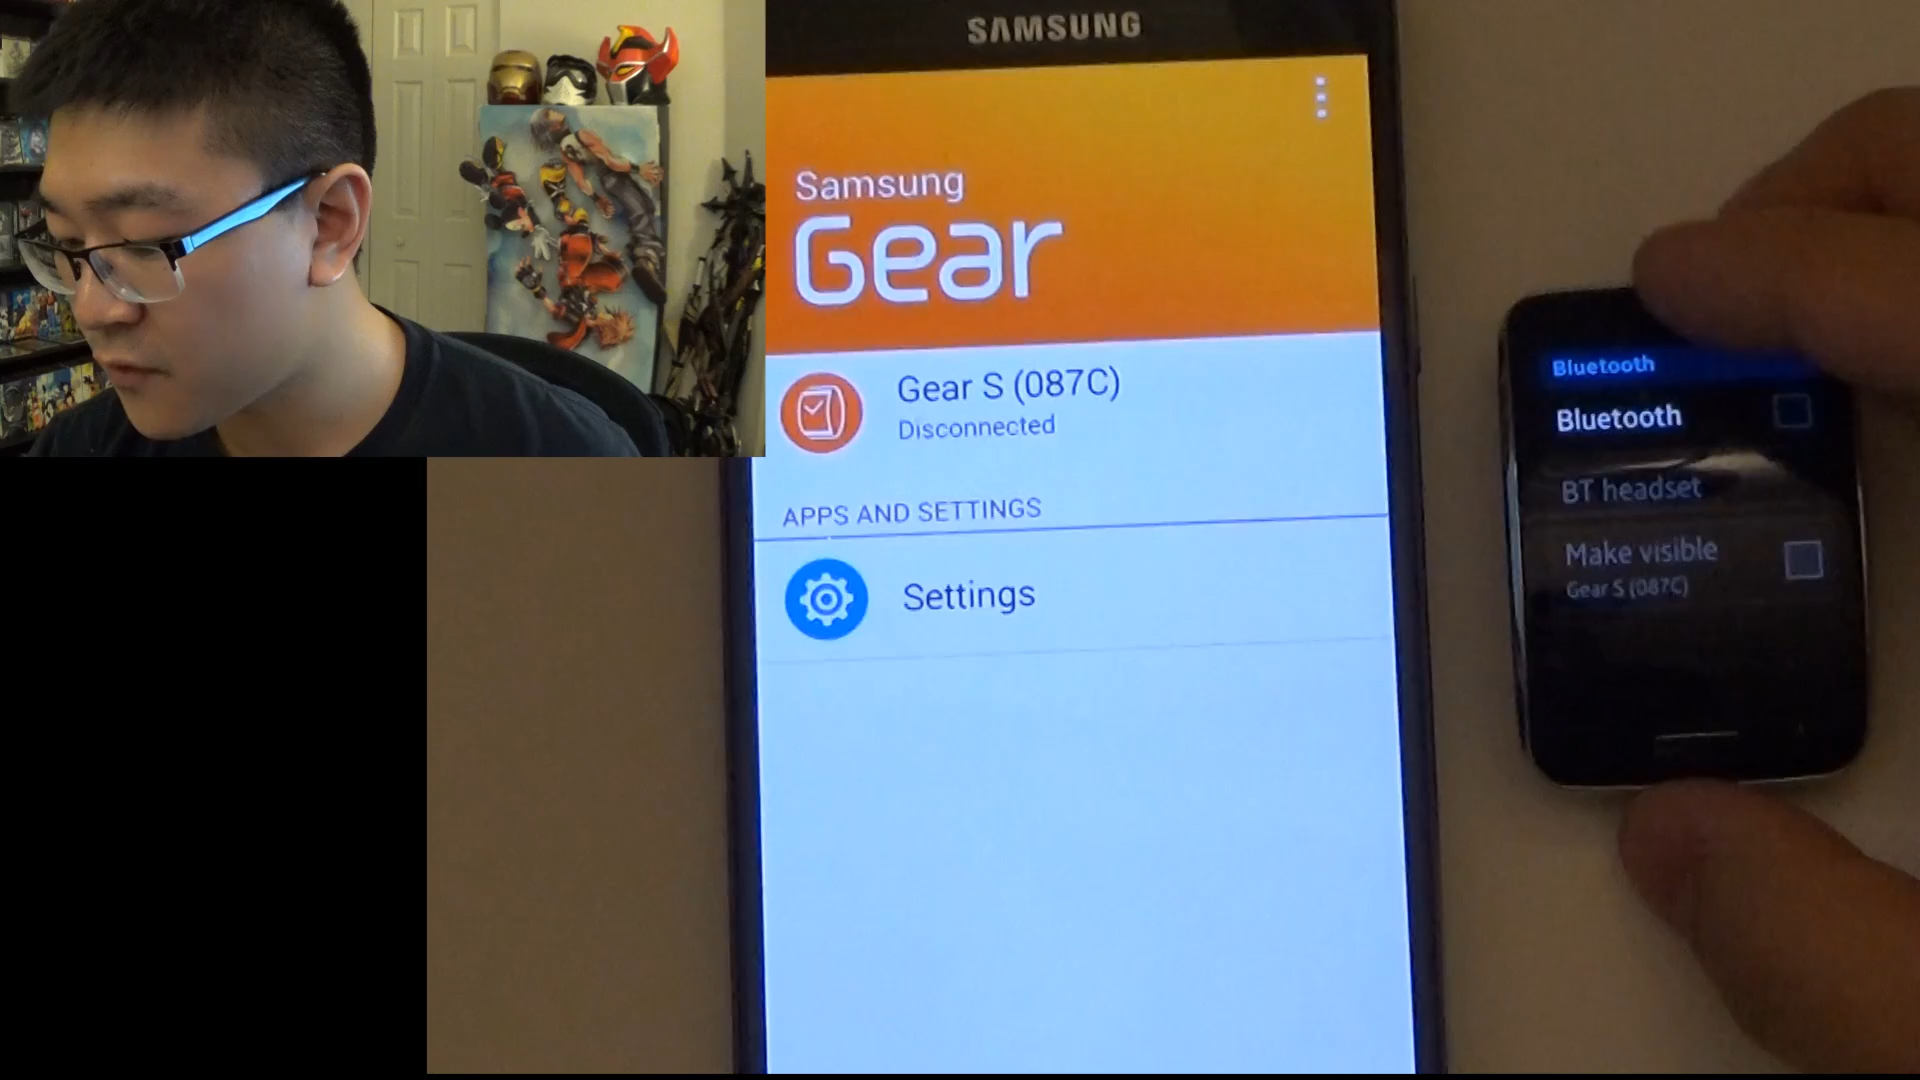 SAMSUNG
Samsung
Gear
Gear S (087C)
Disconnected
APPS AND SETTINGS
Settings
Bluetooth
Bluetooth
BT headset
Make visible
Gear S (087C)